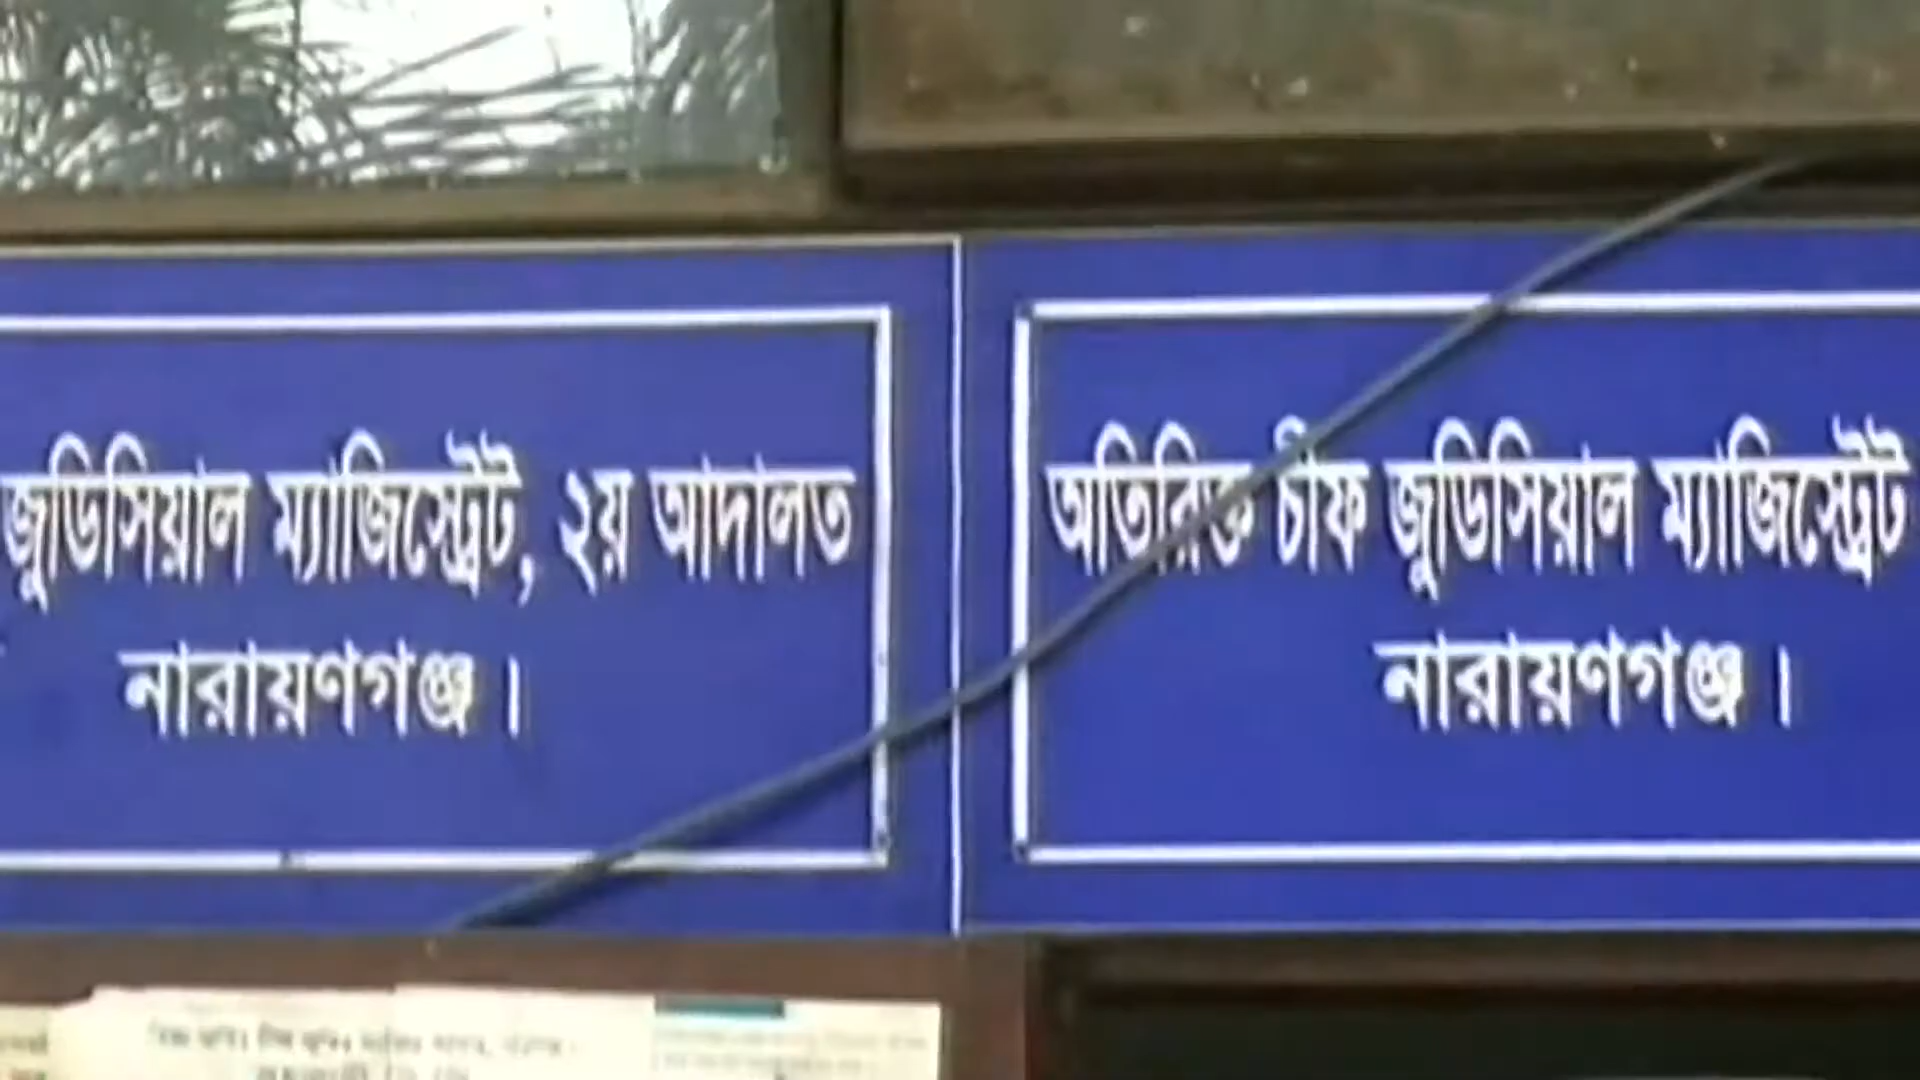 জুডিসিয়াল ম্যাজিস্ট্রেট, ২য় আদালত
নারায়ণগঞ্জ।
অতিরিক্ত চীফ জুডিসিয়াল ম্যাজিস্ট্রেট
নারায়ণগঞ্জ।